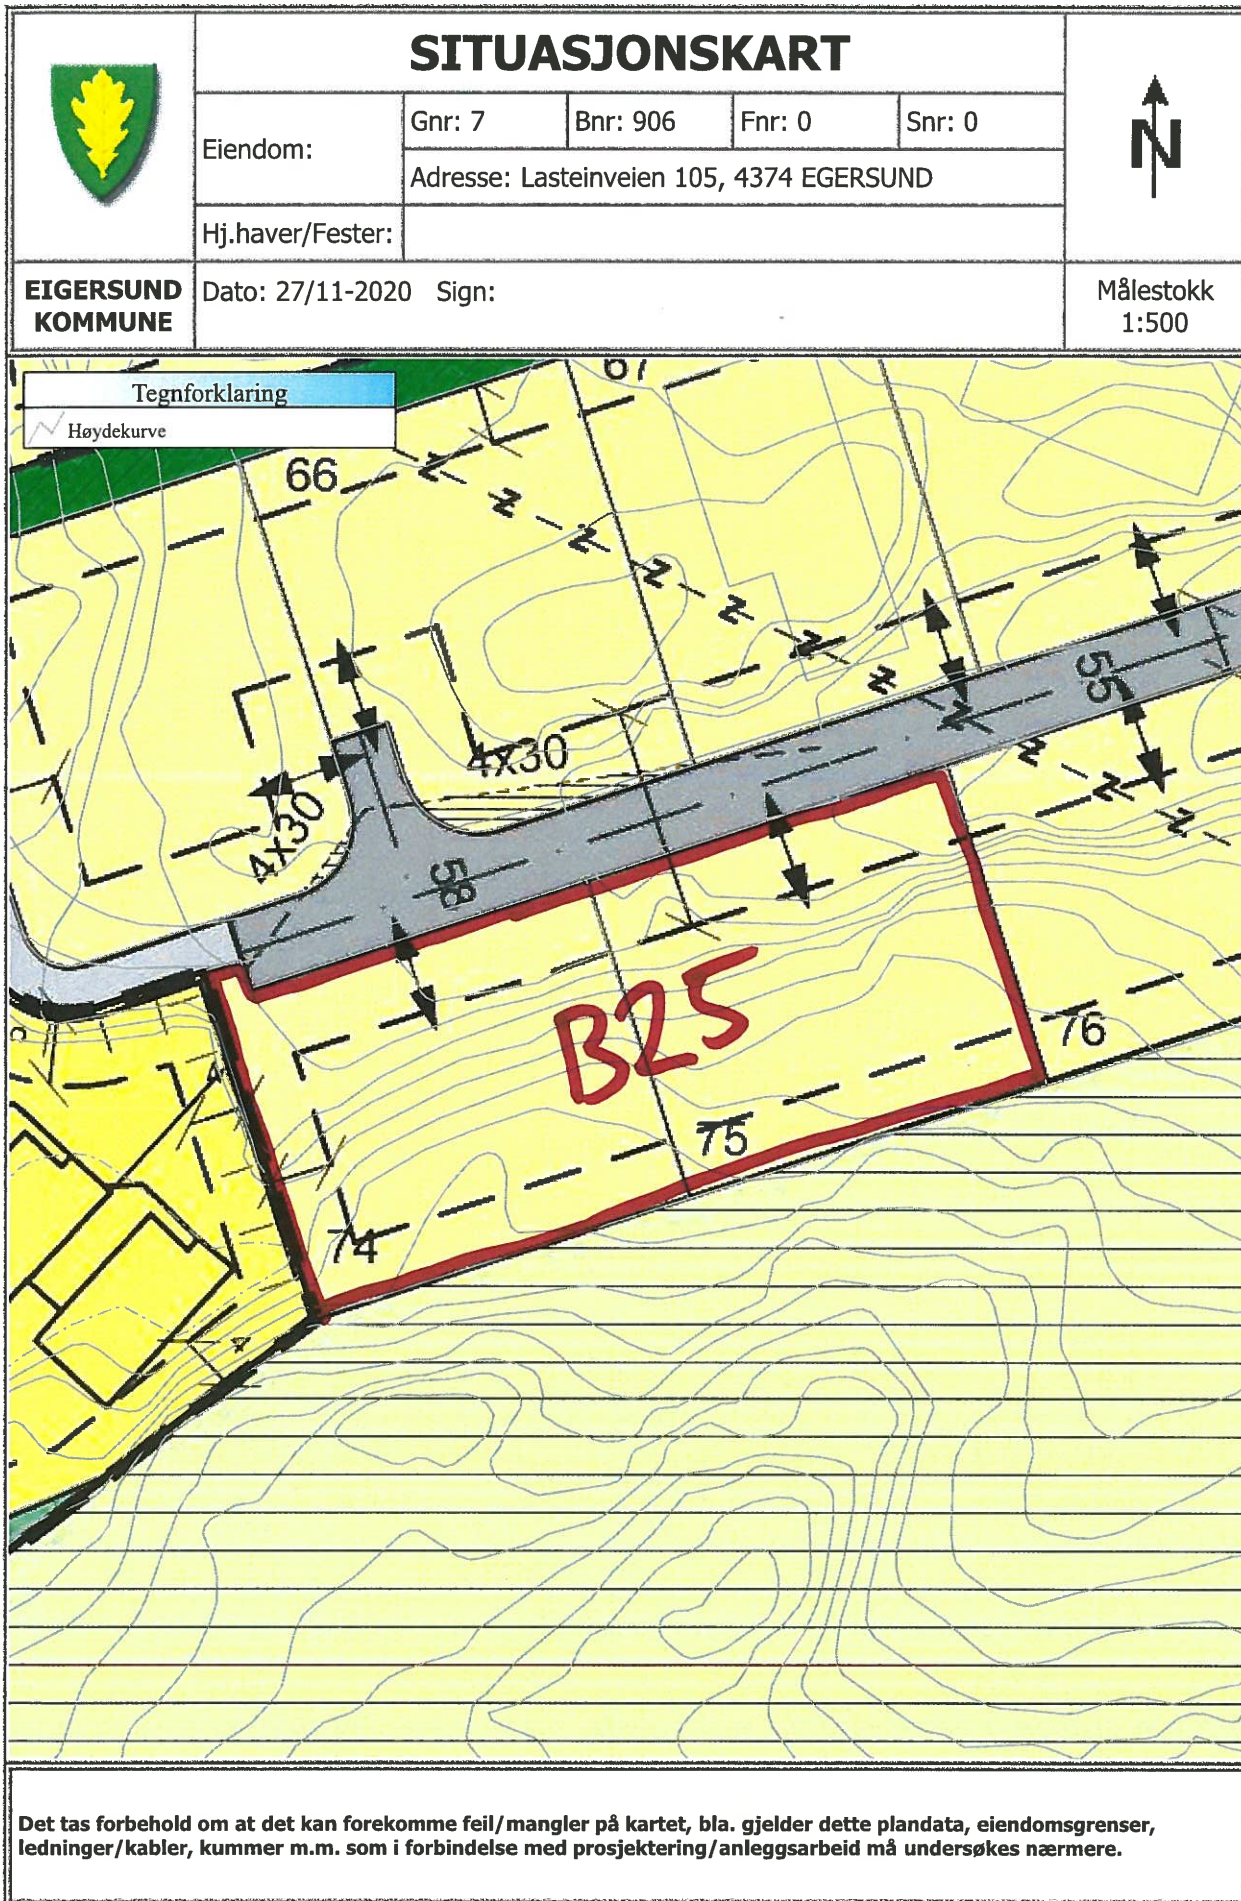 SITUASJONSKART
Eiendom:
Gnr: 7
Bnr: 906
Fnr: 0
Snr: 0
Adresse: Lasteinveien 105, 4374 EGERSUND
Hj.haver/Fester:
N
EIGERSUND
KOMMUNE
Dato: 27/11-2020 Sign:
Målestokk
1:500
Tegnforklaring
Høydekurve
67
66
55
4x30
4x30
58
B25
76
75
74
Det tas forbehold om at det kan forekomme feil/mangler på kartet, bla. gjelder dette plandata, eiendomsgrenser,
ledninger/kabler, kummer m.m. som i forbindelse med prosjektering/anleggsarbeid må undersøkes nærmere.